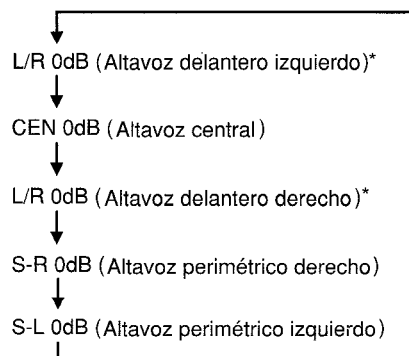 L/R 0dB (Altavoz delantero izquierdo)*
CEN 0dB (Altavoz central)
L/R 0dB (Altavoz delantero derecho)*
S-R 0dB (Altavoz perimétrico derecho)
S-L 0dB (Altavoz perimétrico izquierdo)